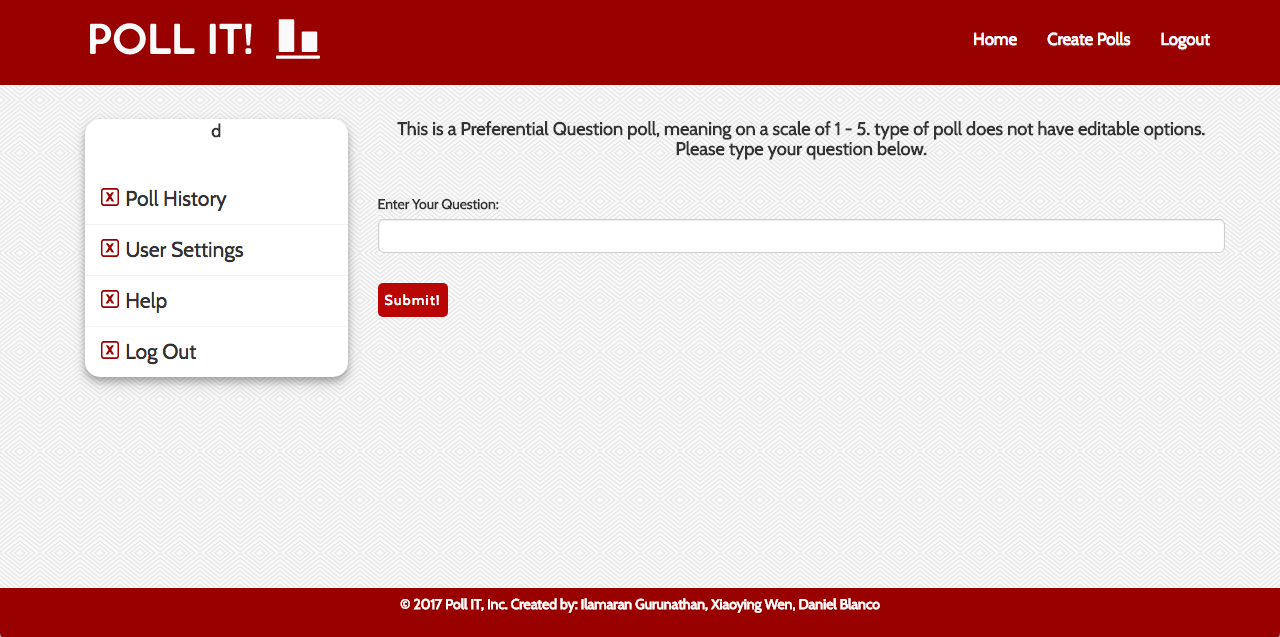 POLL IT!
Home
Create Polls
Logout
d
Poll History
User Settings
Help
Log Out
This is a Preferential Question poll, meaning on a scale of 1 - 5. type of poll does not have editable options.
Please type your question below.
Enter Your Question:
Submit!
© 2017 Poll IT, Inc. Created by: Ilamaran Gurunathan, Xiaoying Wen, Daniel Blanco